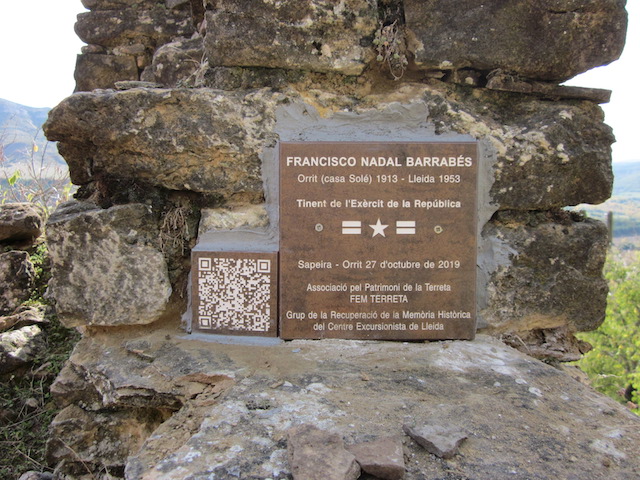 FRANCISCO NADAL BARRABÉS
Orrit (casa Solé) 1913 - Lleida 1953
Tinent de l'Exèrcit de la República
Sapeira - Orrit 27 d'octubre de 2019
Associació pel Patrimoni de la Terreta
FEM TERRETA
Grup de la Recuperació de la Memòria Històrica
del Centre Excursionista de Lleida